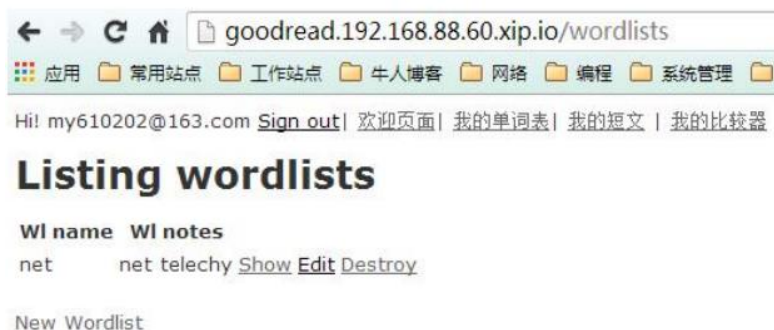 goodread.192.168.88.60.xip.io/wordlists
应用 常用站点 工作站点 牛人博客 网络 编程 系统管理
Hi! my610202@163.com Sign out| 欢迎页面| 我的单词表| 我的短文 | 我的比较器
Listing wordlists
Wl name Wl notes
net net telechy Show Edit Destroy
New Wordlist